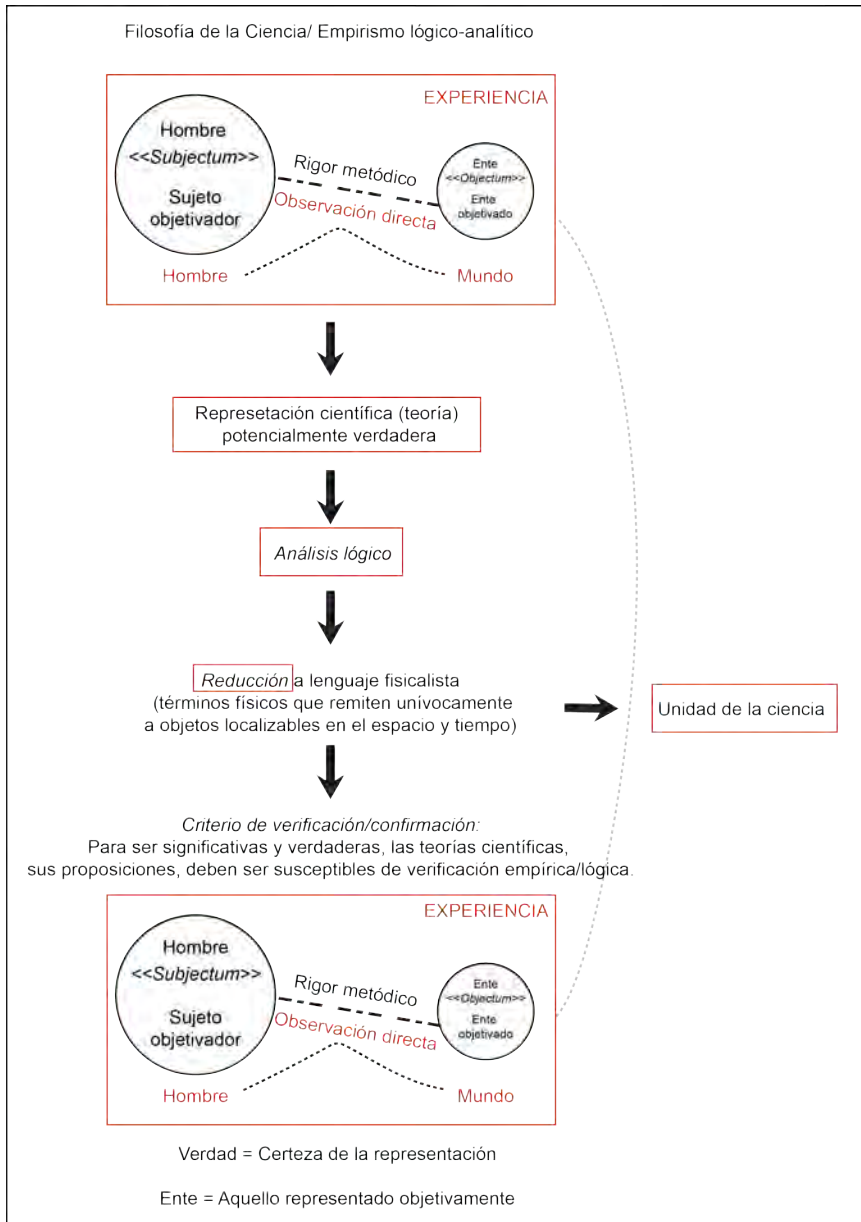 Filosofía de la Ciencia/ Empirismo lógico-analítico
EXPERIENCIA
Hombre
<<Subjectum>>
Sujeto
objetivador
Rigor metódico
Observación directa
Ente
<<Objectum>>
Ente
objetivado
Hombre
Mundo
Represetación científica (teoría)
potencialmente verdadera
Análisis lógico
Reducción a lenguaje fisicalista
(términos físicos que remiten unívocamente
a objetos localizables en el espacio y tiempo)
Unidad de la ciencia
Criterio de verificación/confirmación:
Para ser significativas y verdaderas, las teorías científicas,
sus proposiciones, deben ser susceptibles de verificación empírica/lógica.
EXPERIENCIA
Hombre
<<Subjectum>>
Sujeto
objetivador
Rigor metódico
Observación directa
Ente
<<Objectum>>
Ente
objetivado
Hombre
Mundo
Verdad = Certeza de la representación
Ente = Aquello representado objetivamente